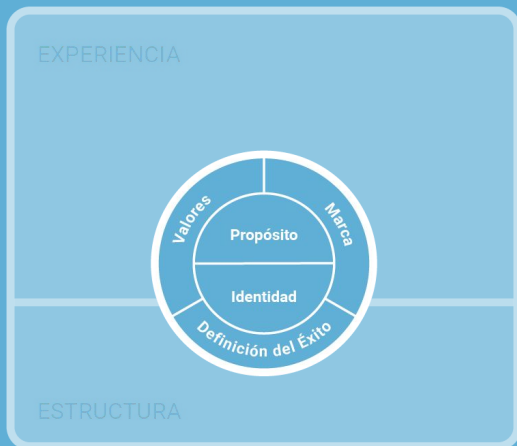 EXPERIENCIA
Valores
Marca
Propósito
Identidad
Definición del Éxito
ESTRUCTURA